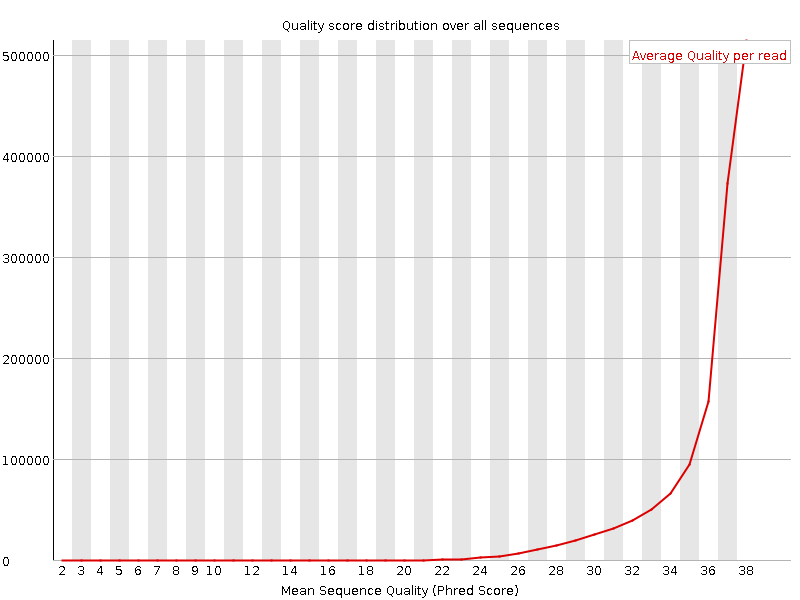 Quality score distribution over all sequences
Average Quality per read
500000
400000
300000
200000
100000
0
2 3 4 5 6 7 8 9 10 12 14 16 18 20 22 24 26 28 30 32 34 36 38
Mean Sequence Quality (Phred Score)